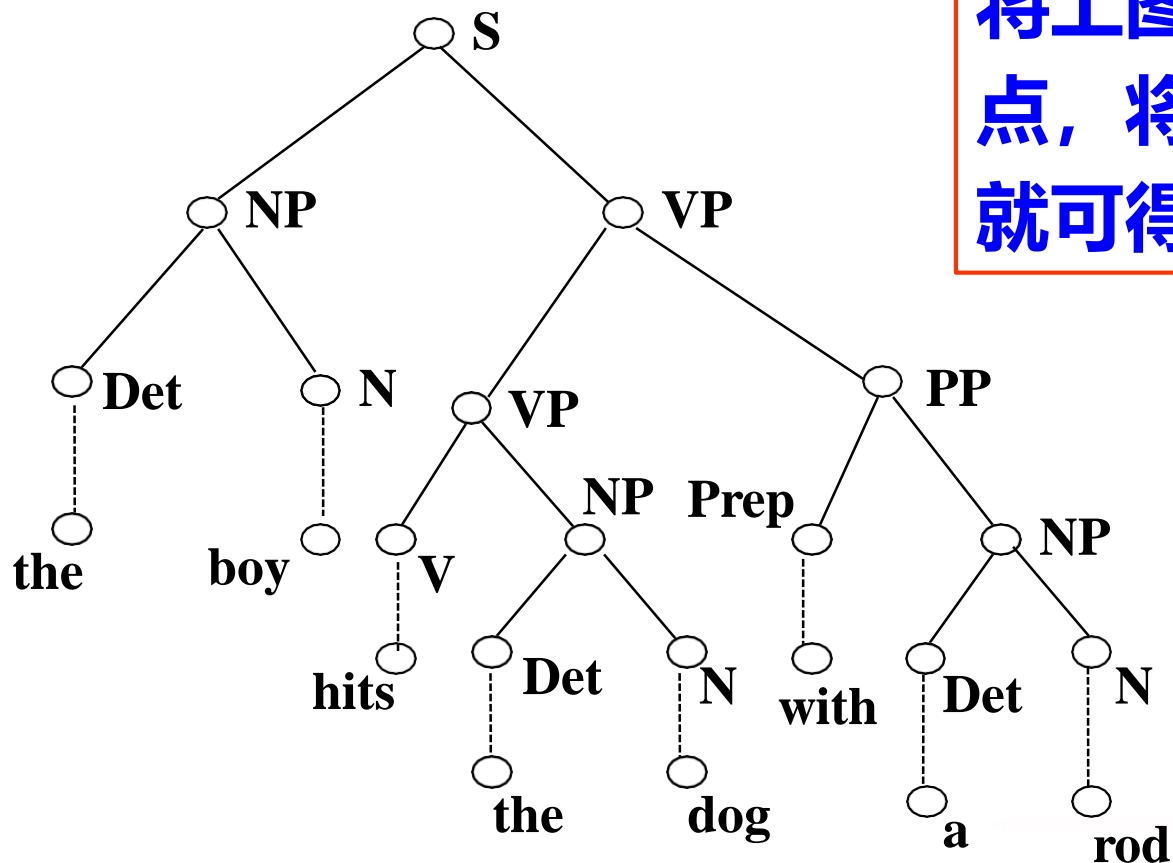 S
点，将
就可得
NP
VP
Det
N
VP
PP
NP
Prep
NP
the
boy
V
hits
Det
N
with
Det
N
the
dog
a
rod